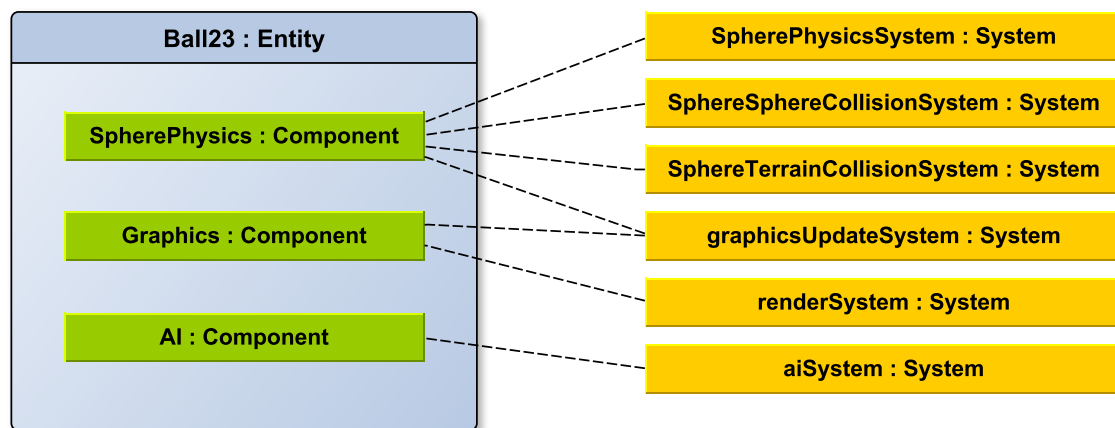 Ball23 : Entity
SpherePhysics : Component
Graphics : Component
AI : Component
SpherePhysicsSystem : System
SphereSphereCollisionSystem : System
SphereTerrainCollisionSystem : System
graphicsUpdateSystem : System
renderSystem : System
aiSystem : System